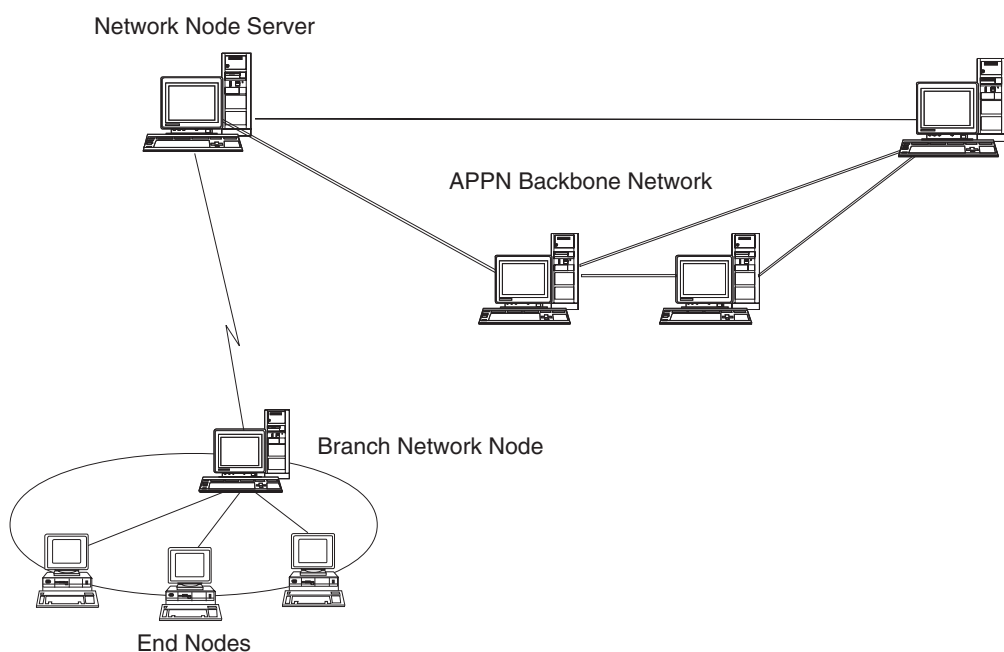 Network Node Server
APPN Backbone Network
Branch Network Node
End Nodes